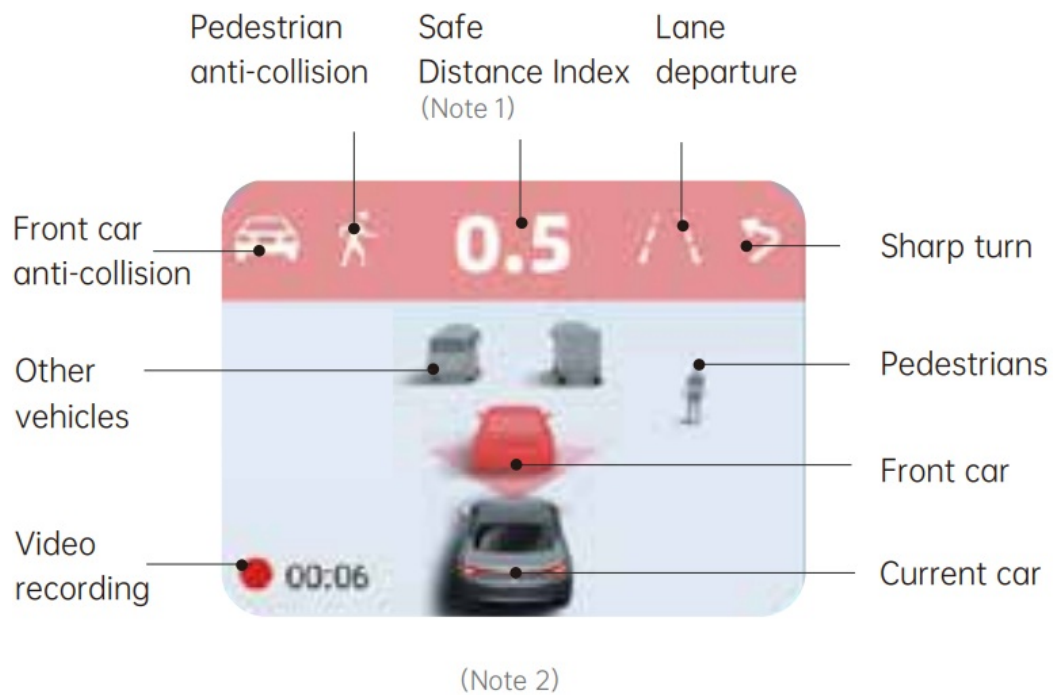 Pedestrian
anti-collision
Safe
Distance Index
(Note 1)
Lane
departure
Front car
anti-collision
0.5
Sharp turn
Other
vehicles
Pedestrians
Front car
Video
recording
00:06
Current car
(Note 2)